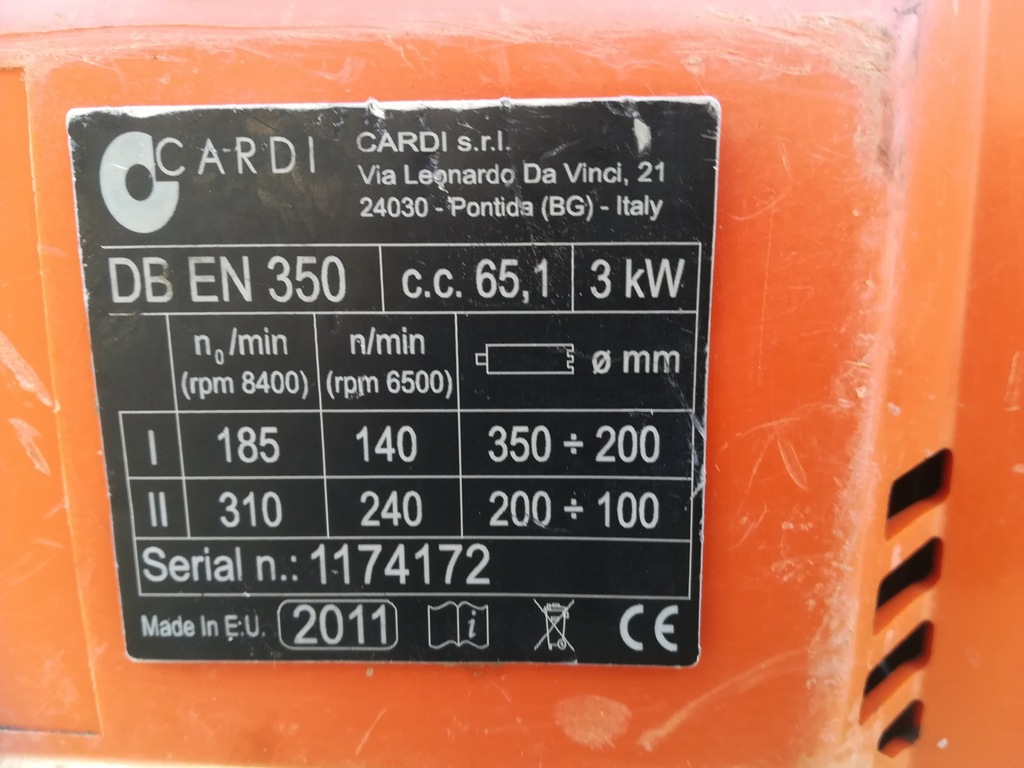 CARDI
CARDI s.r.l.
Via Leonardo Da Vinci, 21
24030 - Pontida (BG) - Italy
DB EN 350 c.c. 65,1 3 kW
n₀/min n/min ø mm
(rpm 8400) (rpm 6500)
I 185 140 350 ÷ 200
II 310 240 200 ÷ 100
Serial n.: 1174172
Made In E.U. 2011 i CE